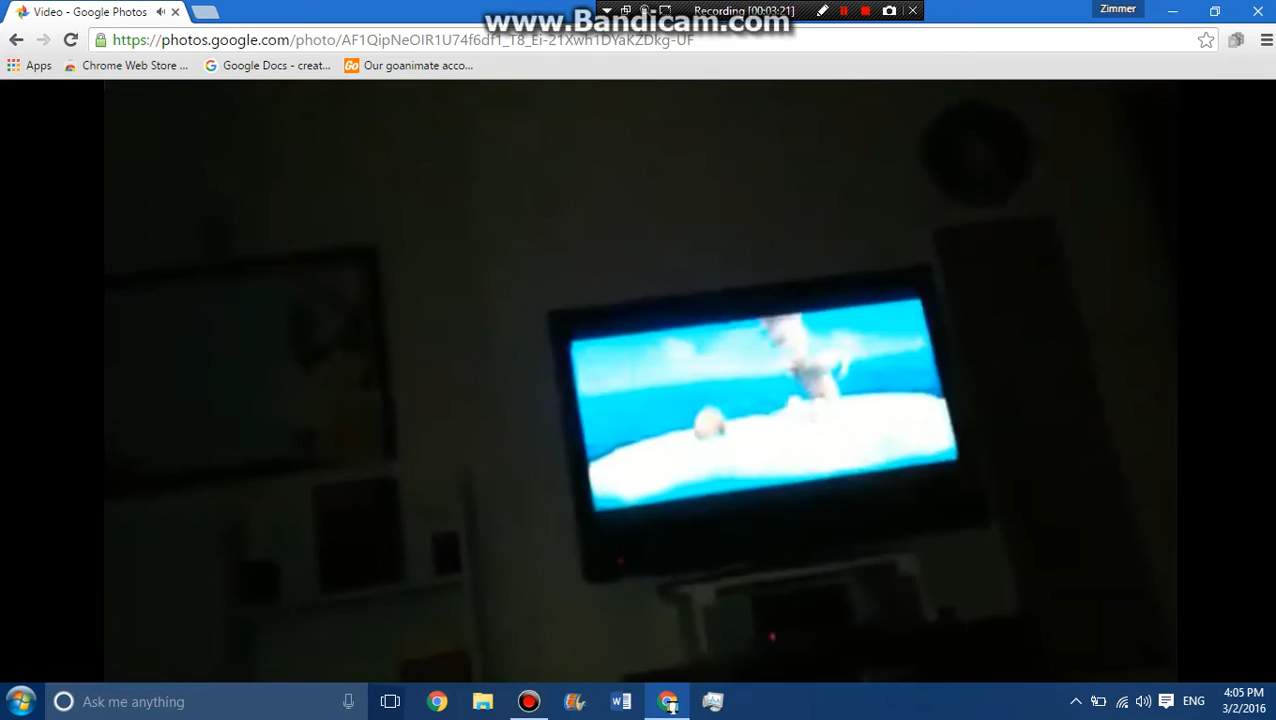 Video - Google Photos
Recording [00:03:21]
www.Bandicam.com
Zimmer
https://photos.google.com/photo/AF1QipNeOIR1U74f6df1_T8_Ei-21Xwh1DYaKZDkg-UF
Apps
Chrome Web Store ...
Google Docs - creat...
Go
Our goanimate acco...
Ask me anything
ENG
4:05 PM
3/2/2016